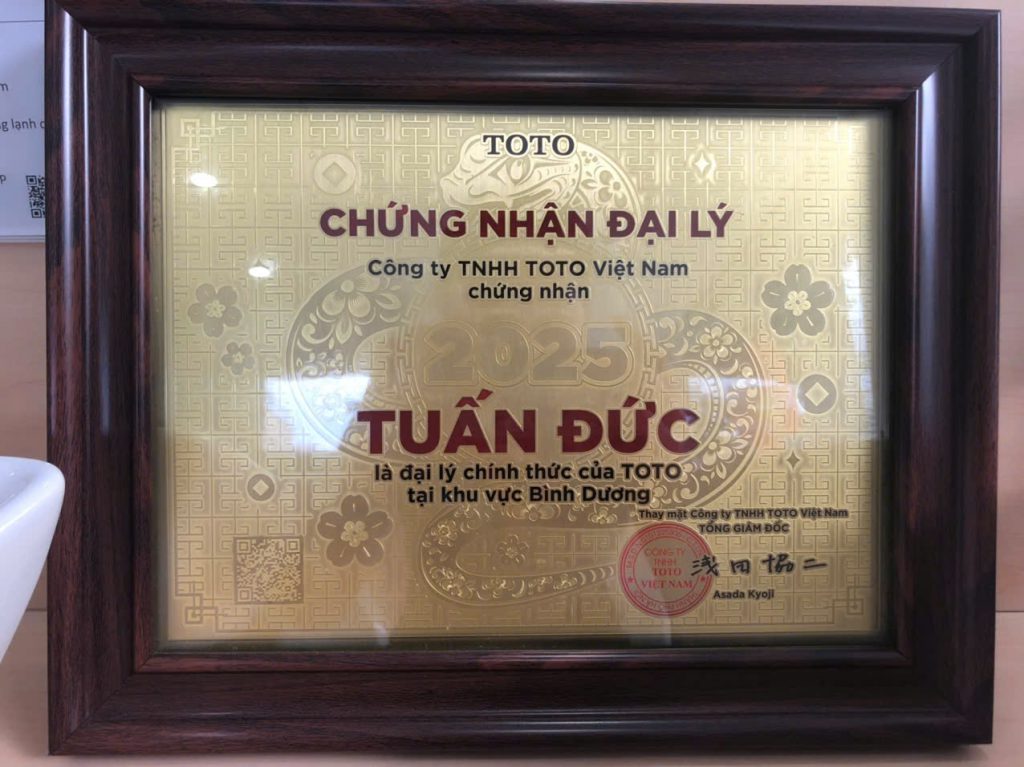 m
g lạnh c
P
TOTO
CHỨNG NHẬN ĐẠI LÝ
Công ty TNHH TOTO Việt Nam
chứng nhận
2025
TUẤN ĐỨC
là đại lý chính thức của TOTO
tại khu vực Bình Dương
Thay mặt Công ty TNHH TOTO Việt Nam
TỔNG GIÁM ĐỐC
CÔNG TY
TNHH
TOTO
VIỆT NAM
浅田協二
Asada Kyoji